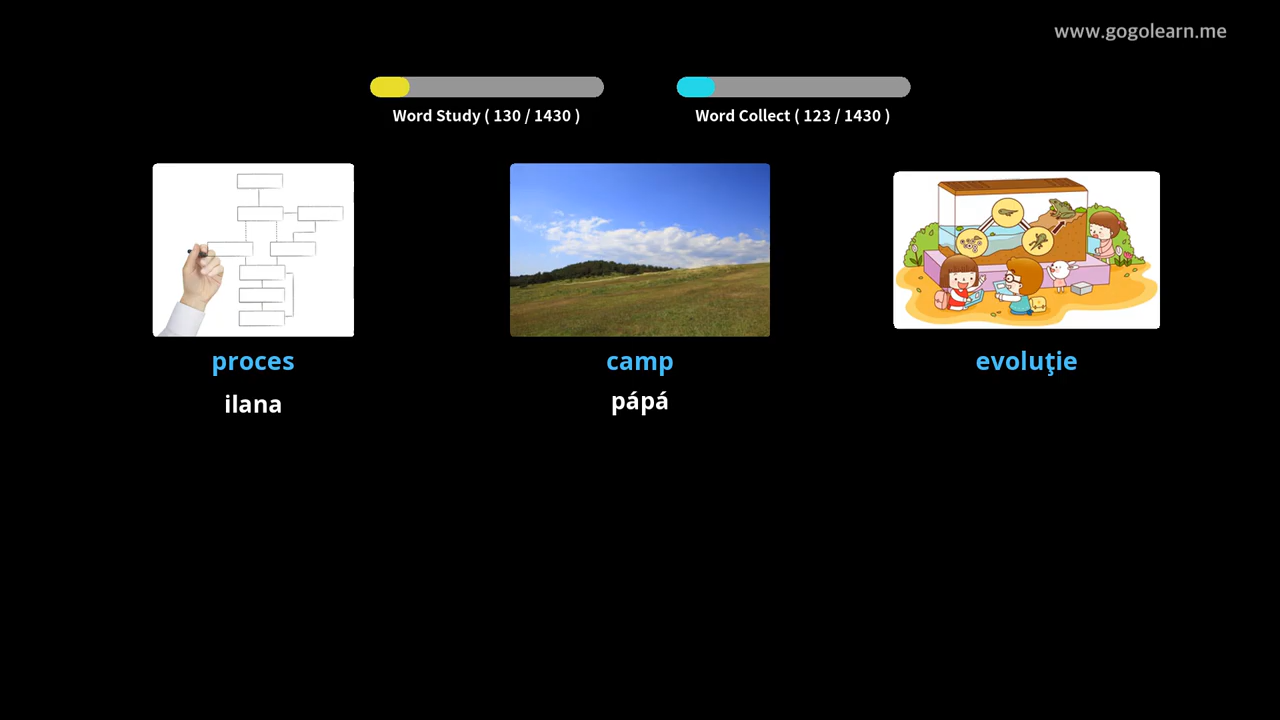 www.gogolearn.me
Word Study ( 130 / 1430 )
Word Collect ( 123 / 1430 )
proces
camp
evoluţie
ilana
pápá